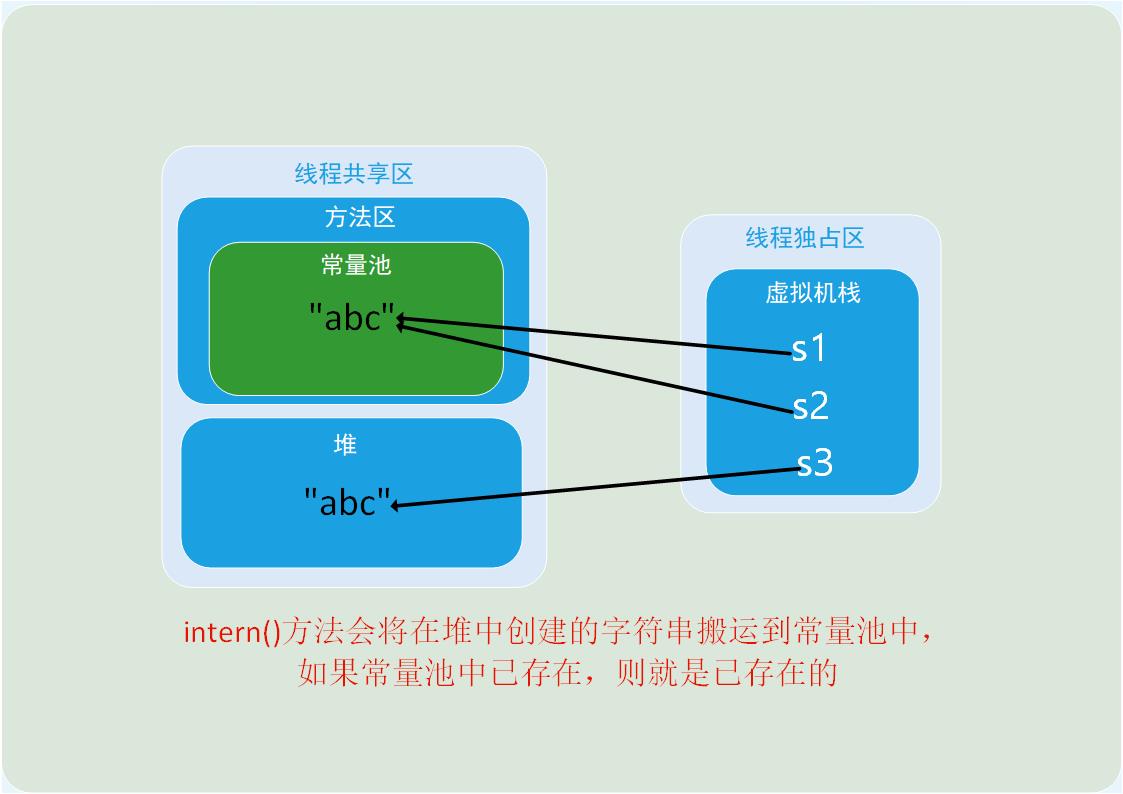 线程共享区
方法区
常量池
"abc"
堆
"abc"
线程独占区
虚拟机栈
s1
s2
s3
intern()方法会将在堆中创建的字符串搬运到常量池中，
如果常量池中已存在，则就是已存在的